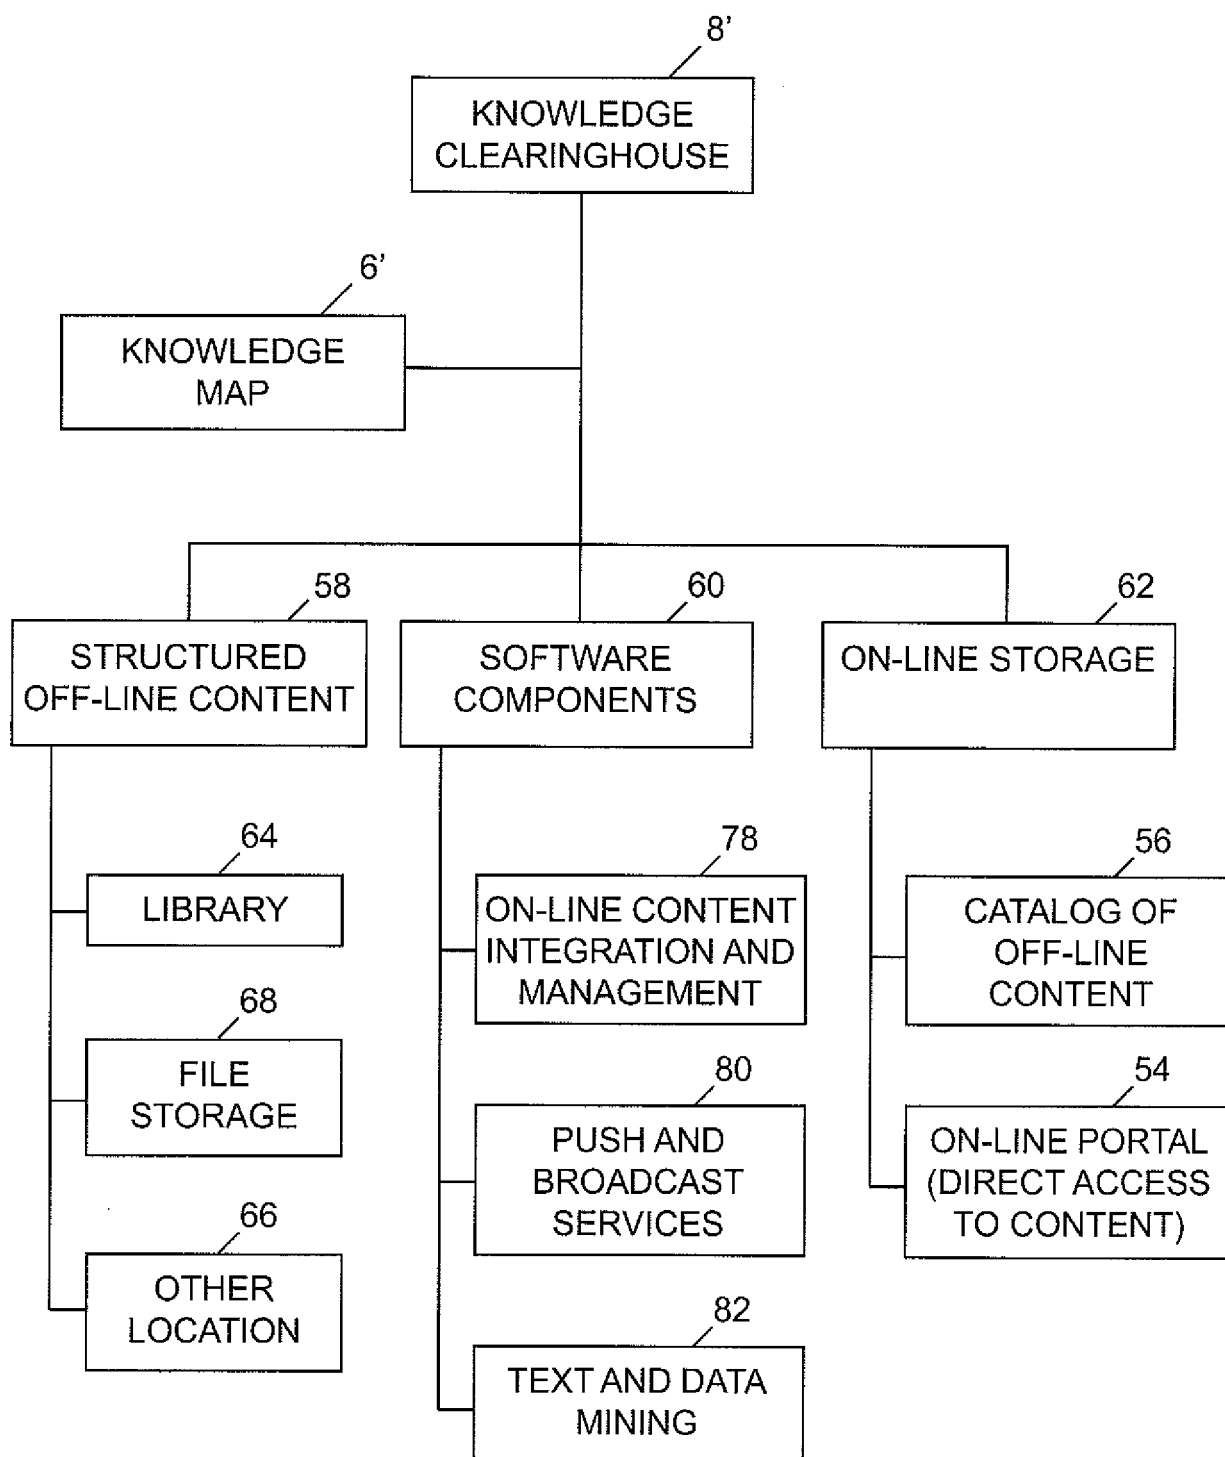 8’
KNOWLEDGE
CLEARINGHOUSE
6’
KNOWLEDGE
MAP
58
STRUCTURED
OFF-LINE CONTENT
60
SOFTWARE
COMPONENTS
62
ON-LINE STORAGE
64
LIBRARY
68
FILE
STORAGE
66
OTHER
LOCATION
78
ON-LINE CONTENT
INTEGRATION AND
MANAGEMENT
80
PUSH AND
BROADCAST
SERVICES
82
TEXT AND DATA
MINING
56
CATALOG OF
OFF-LINE
CONTENT
54
ON-LINE PORTAL
(DIRECT ACCESS
TO CONTENT)